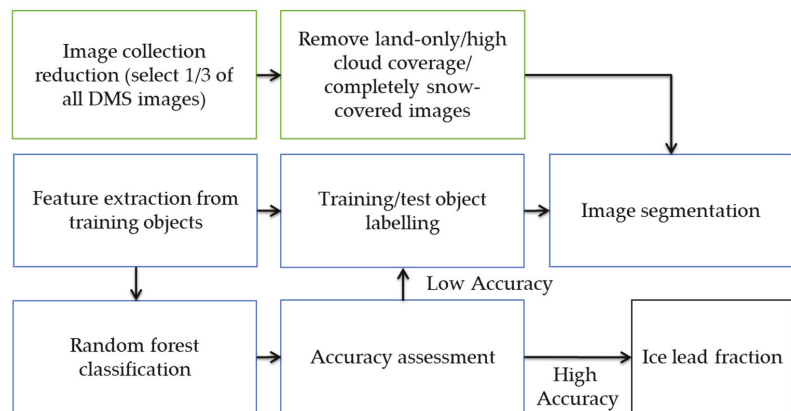 Image collection
reduction (select 1/3 of
all DMS images)
Remove land-only/high
cloud coverage/
completely snow-
covered images
Feature extraction from
training objects
Training/test object
labelling
Image segmentation
Low Accuracy
Random forest
classification
Accuracy assessment
High
Accuracy
Ice lead fraction